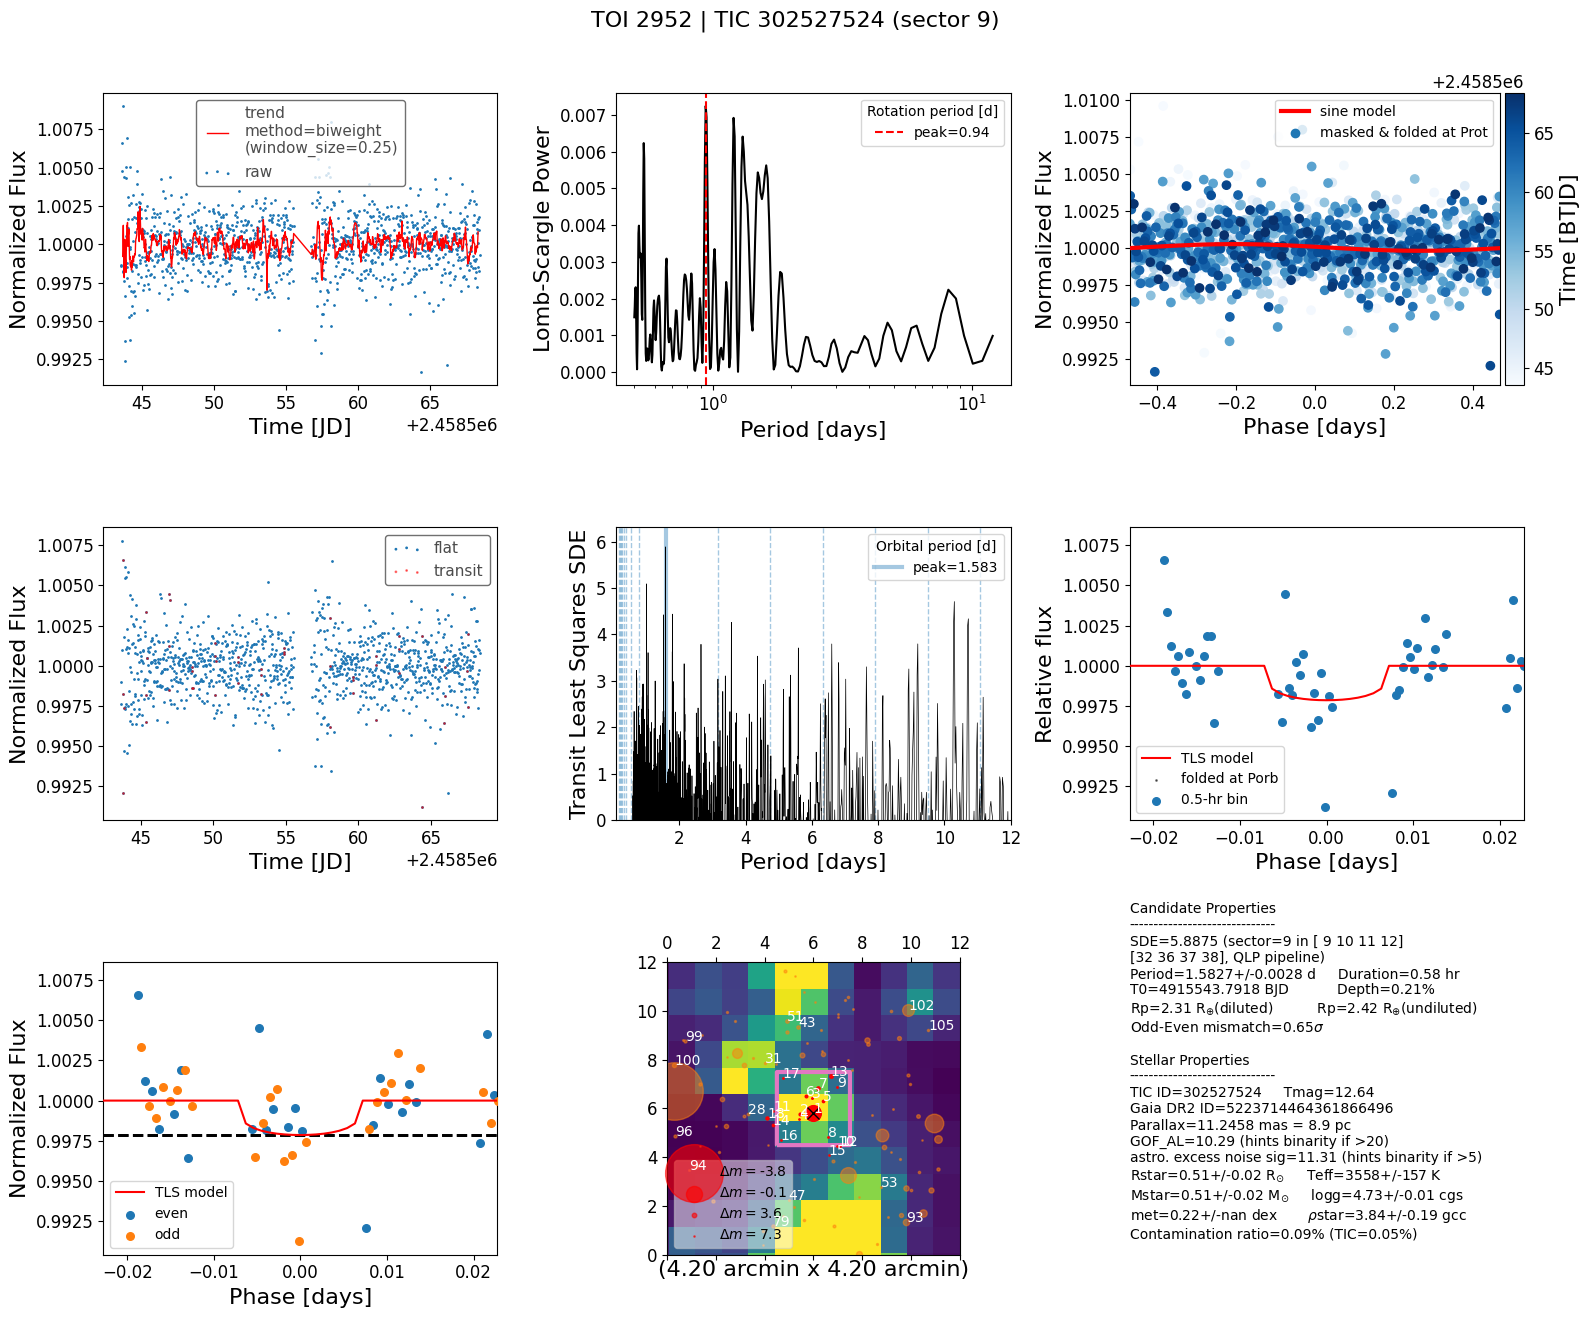 TOI 2952 | TIC 302527524 (sector 9)
Normalized Flux
1.0075
1.0050
1.0025
1.0000
0.9975
0.9950
0.9925
trend
method=biweight
(window_size=0.25)
raw
45 50 55 60 65
Time [JD]
+2.4585e6
Lomb-Scargle Power
0.007
0.006
0.005
0.004
0.003
0.002
0.001
0.000
Rotation period [d]
peak=0.94
10⁰ 10¹
Period [days]
Normalized Flux
1.0100
1.0075
1.0050
1.0025
1.0000
0.9975
0.9950
0.9925
sine model
masked & folded at Prot
−0.4 −0.2 0.0 0.2 0.4
Phase [days]
+2.4585e6
65
60
55
50
45
Time [BTJD]
Normalized Flux
1.0075
1.0050
1.0025
1.0000
0.9975
0.9950
0.9925
flat
transit
45 50 55 60 65
Time [JD]
+2.4585e6
Transit Least Squares SDE
6
5
4
3
2
1
0
Orbital period [d]
peak=1.583
2 4 6 8 10 12
Period [days]
Relative flux
1.0075
1.0050
1.0025
1.0000
0.9975
0.9950
0.9925
TLS model
folded at Porb
0.5-hr bin
−0.02 −0.01 0.00 0.01 0.02
Phase [days]
Normalized Flux
1.0075
1.0050
1.0025
1.0000
0.9975
0.9950
0.9925
TLS model
even
odd
−0.02 −0.01 0.00 0.01 0.02
Phase [days]
0 2 4 6 8 10 12
12
10
8
6
4
2
0
102
51
43
105
99
31
100
17
13
7
9
6
3
5
11
28
1
14
96
16
8
12
15
94
53
47
93
79
Δm = -3.8
Δm = -0.1
Δm = 3.6
Δm = 7.3
(4.20 arcmin x 4.20 arcmin)
Candidate Properties
------------------------------
SDE=5.8875 (sector=9 in [ 9 10 11 12]
[32 36 37 38], QLP pipeline)
Period=1.5827+/-0.0028 d Duration=0.58 hr
T0=4915543.7918 BJD Depth=0.21%
Rp=2.31 R⊕(diluted) Rp=2.42 R⊕(undiluted)
Odd-Even mismatch=0.65σ
Stellar Properties
------------------------------
TIC ID=302527524 Tmag=12.64
Gaia DR2 ID=5223714464361866496
Parallax=11.2458 mas = 8.9 pc
GOF_AL=10.29 (hints binarity if >20)
astro. excess noise sig=11.31 (hints binarity if >5)
Rstar=0.51+/-0.02 R⊙ Teff=3558+/-157 K
Mstar=0.51+/-0.02 M⊙ logg=4.73+/-0.01 cgs
met=0.22+/-nan dex ρstar=3.84+/-0.19 gcc
Contamination ratio=0.09% (TIC=0.05%)